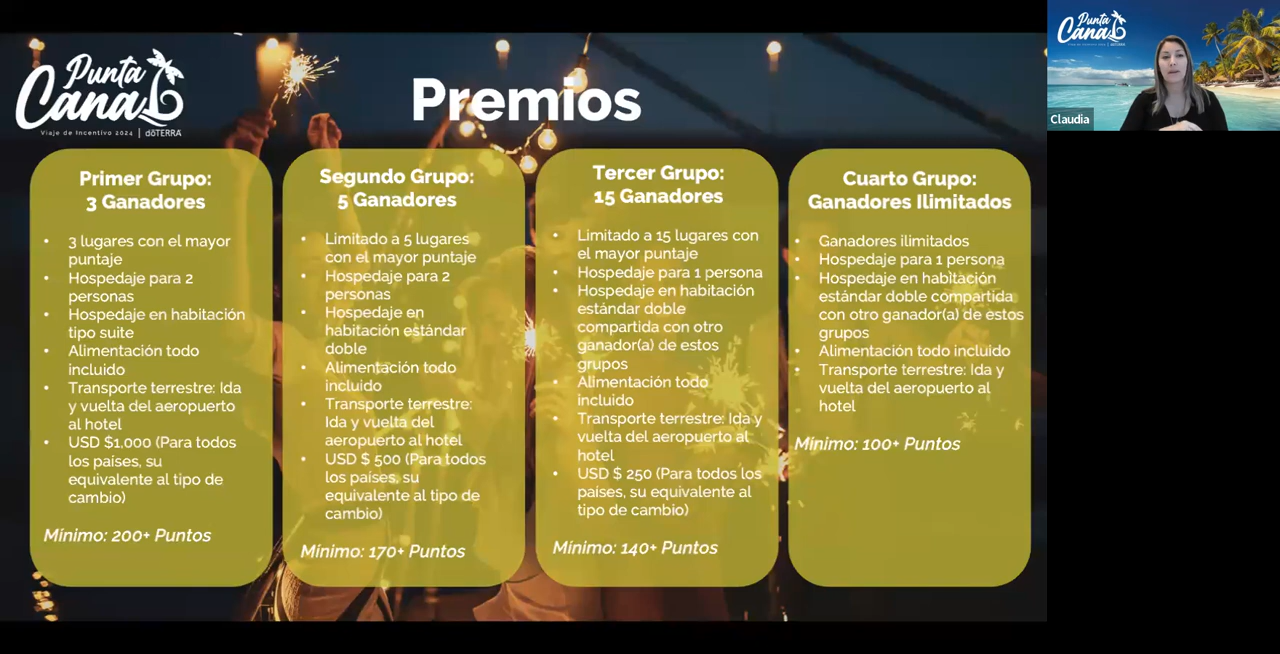 Punta
Cana
Viaje de Incentivo 2024 | dōTERRA
Premios
Primer Grupo:
3 Ganadores
• 3 lugares con el mayor
puntaje
• Hospedaje para 2
personas
• Hospedaje en habitación
tipo suite
• Alimentación todo
incluido
• Transporte terrestre: Ida
y vuelta del aeropuerto
al hotel
• USD $1,000 (Para todos
los países, su
equivalente al tipo de
cambio)
Mínimo: 200+ Puntos
Segundo Grupo:
5 Ganadores
• Limitado a 5 lugares
con el mayor puntaje
• Hospedaje para 2
personas
• Hospedaje en
habitación estándar
doble
• Alimentación todo
incluido
• Transporte terrestre:
Ida y vuelta del
aeropuerto al hotel
• USD $ 500 (Para todos
los países, su
equivalente al tipo de
cambio)
Mínimo: 170+ Puntos
Tercer Grupo:
15 Ganadores
• Limitado a 15 lugares con
el mayor puntaje
• Hospedaje para 1 persona
• Hospedaje en habitación
estándar doble
compartida con otro
ganador(a) de estos
grupos
• Alimentación todo
incluido
• Transporte terrestre: Ida y
vuelta del aeropuerto al
hotel
• USD $ 250 (Para todos los
países, su equivalente al
tipo de cambio)
Mínimo: 140+ Puntos
Cuarto Grupo:
Ganadores Ilimitados
• Ganadores ilimitados
• Hospedaje para 1 persona
• Hospedaje en habitación
estándar doble compartida
con otro ganador(a) de estos
grupos
• Alimentación todo incluido
• Transporte terrestre: Ida y
vuelta del aeropuerto al
hotel
Mínimo: 100+ Puntos
Punta
Cana
Claudia